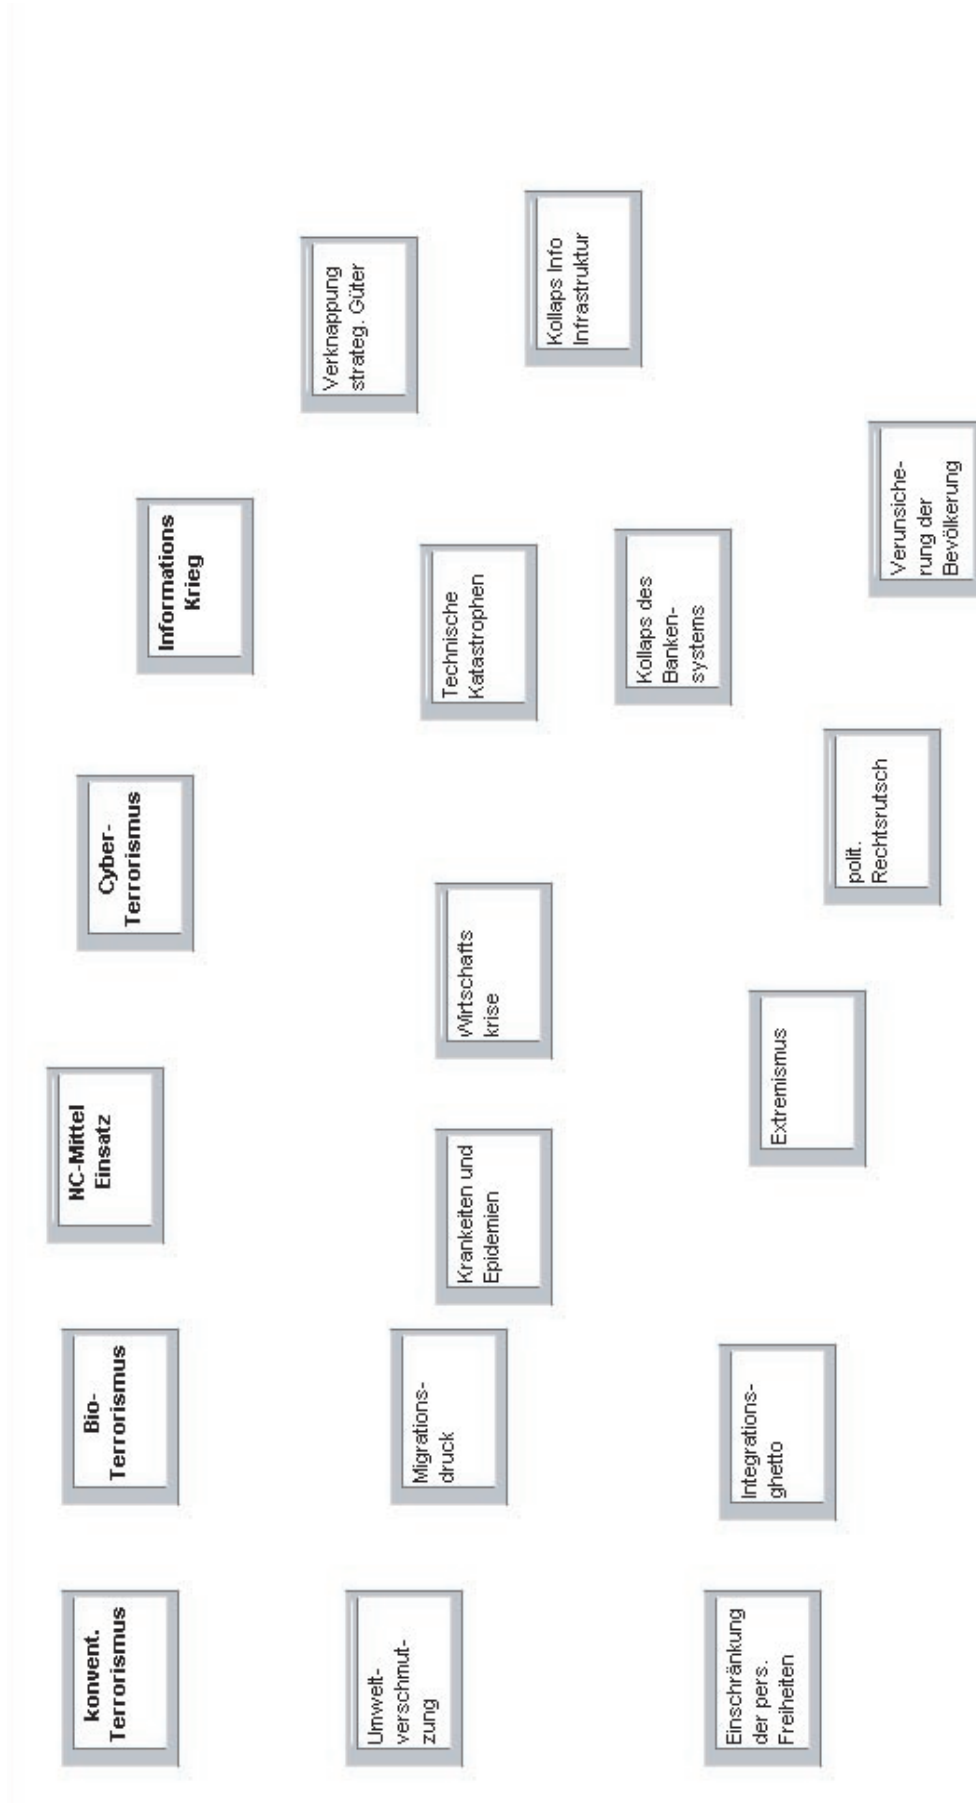 konvent.
Terrorismus
Bio-
Terrorismus
NC-Mittel
Einsatz
Cyber-
Terrorismus
Informations
Krieg
Umwelt-
verschmut-
zung
Migrations-
druck
Krankeiten und
Epidemien
Wirtschafts
krise
Technische
Katastrophen
Verknappung
strateg. Güter
Kollaps des
Banken-
systems
Kollaps Info
Infrastruktur
Einschränkung
der pers.
Freiheiten
Integrations-
ghetto
Extremismus
polit.
Rechtsrutsch
Verunsiche-
rung der
Bevölkerung